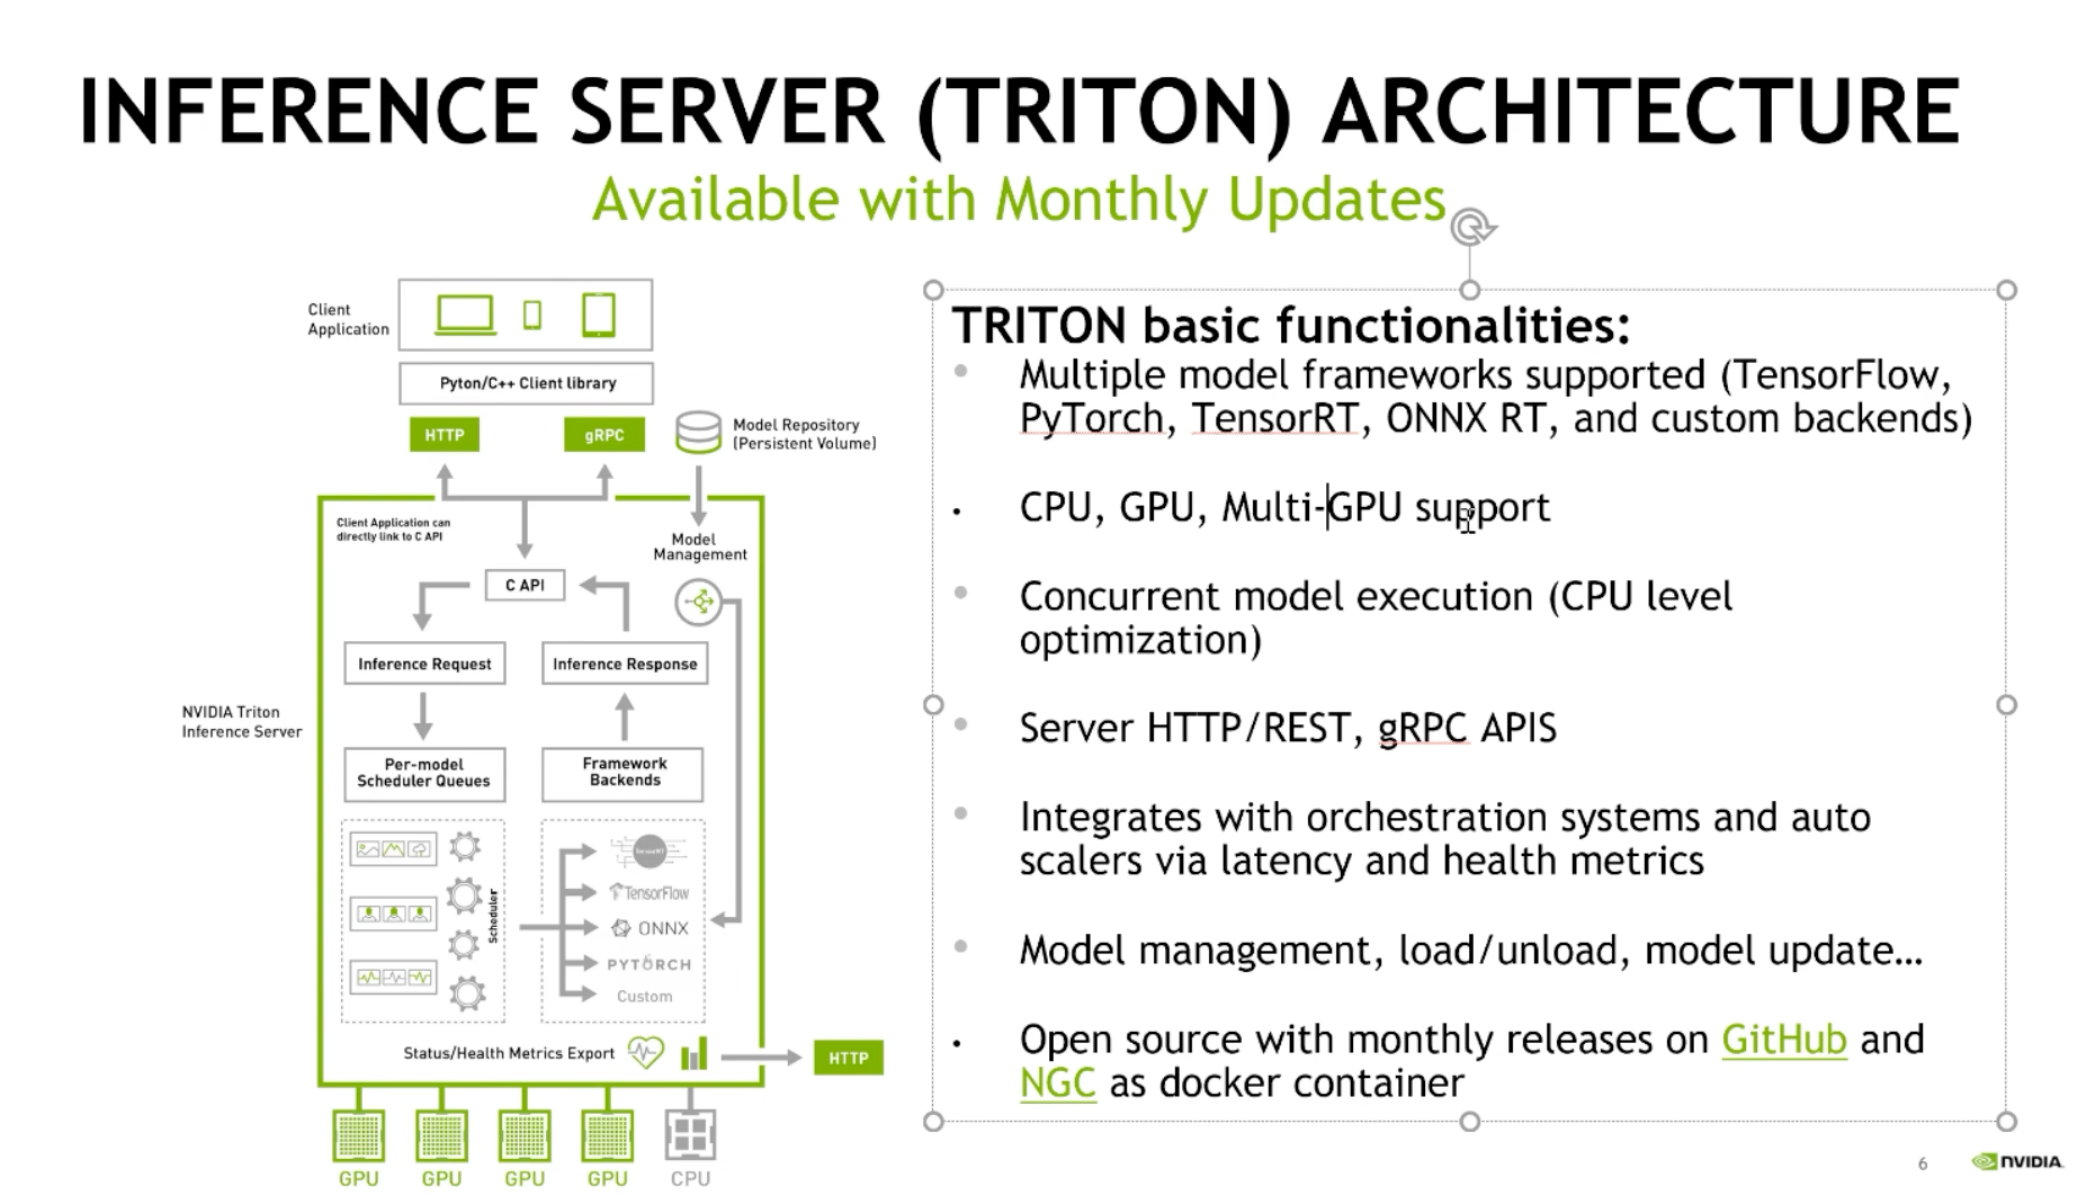 INFERENCE SERVER (TRITON) ARCHITECTURE
Available with Monthly Updates
Client
Application
Pyton/C++ Client library
HTTP
gRPC
Model Repository
(Persistent Volume)
Client Application can
directly link to C API
Model
Management
C API
Inference Request
Inference Response
NVIDIA Triton
Inference Server
Per-model
Scheduler Queues
Framework
Backends
Scheduler
TensorRT
TensorFlow
ONNX
PYTORCH
Custom
Status/Health Metrics Export
HTTP
GPU
GPU
GPU
GPU
CPU
TRITON basic functionalities:
• Multiple model frameworks supported (TensorFlow,
PyTorch, TensorRT, ONNX RT, and custom backends)
• CPU, GPU, Multi-GPU support
• Concurrent model execution (CPU level
optimization)
• Server HTTP/REST, gRPC APIS
• Integrates with orchestration systems and auto
scalers via latency and health metrics
• Model management, load/unload, model update…
• Open source with monthly releases on GitHub and
NGC as docker container
6
NVIDIA.